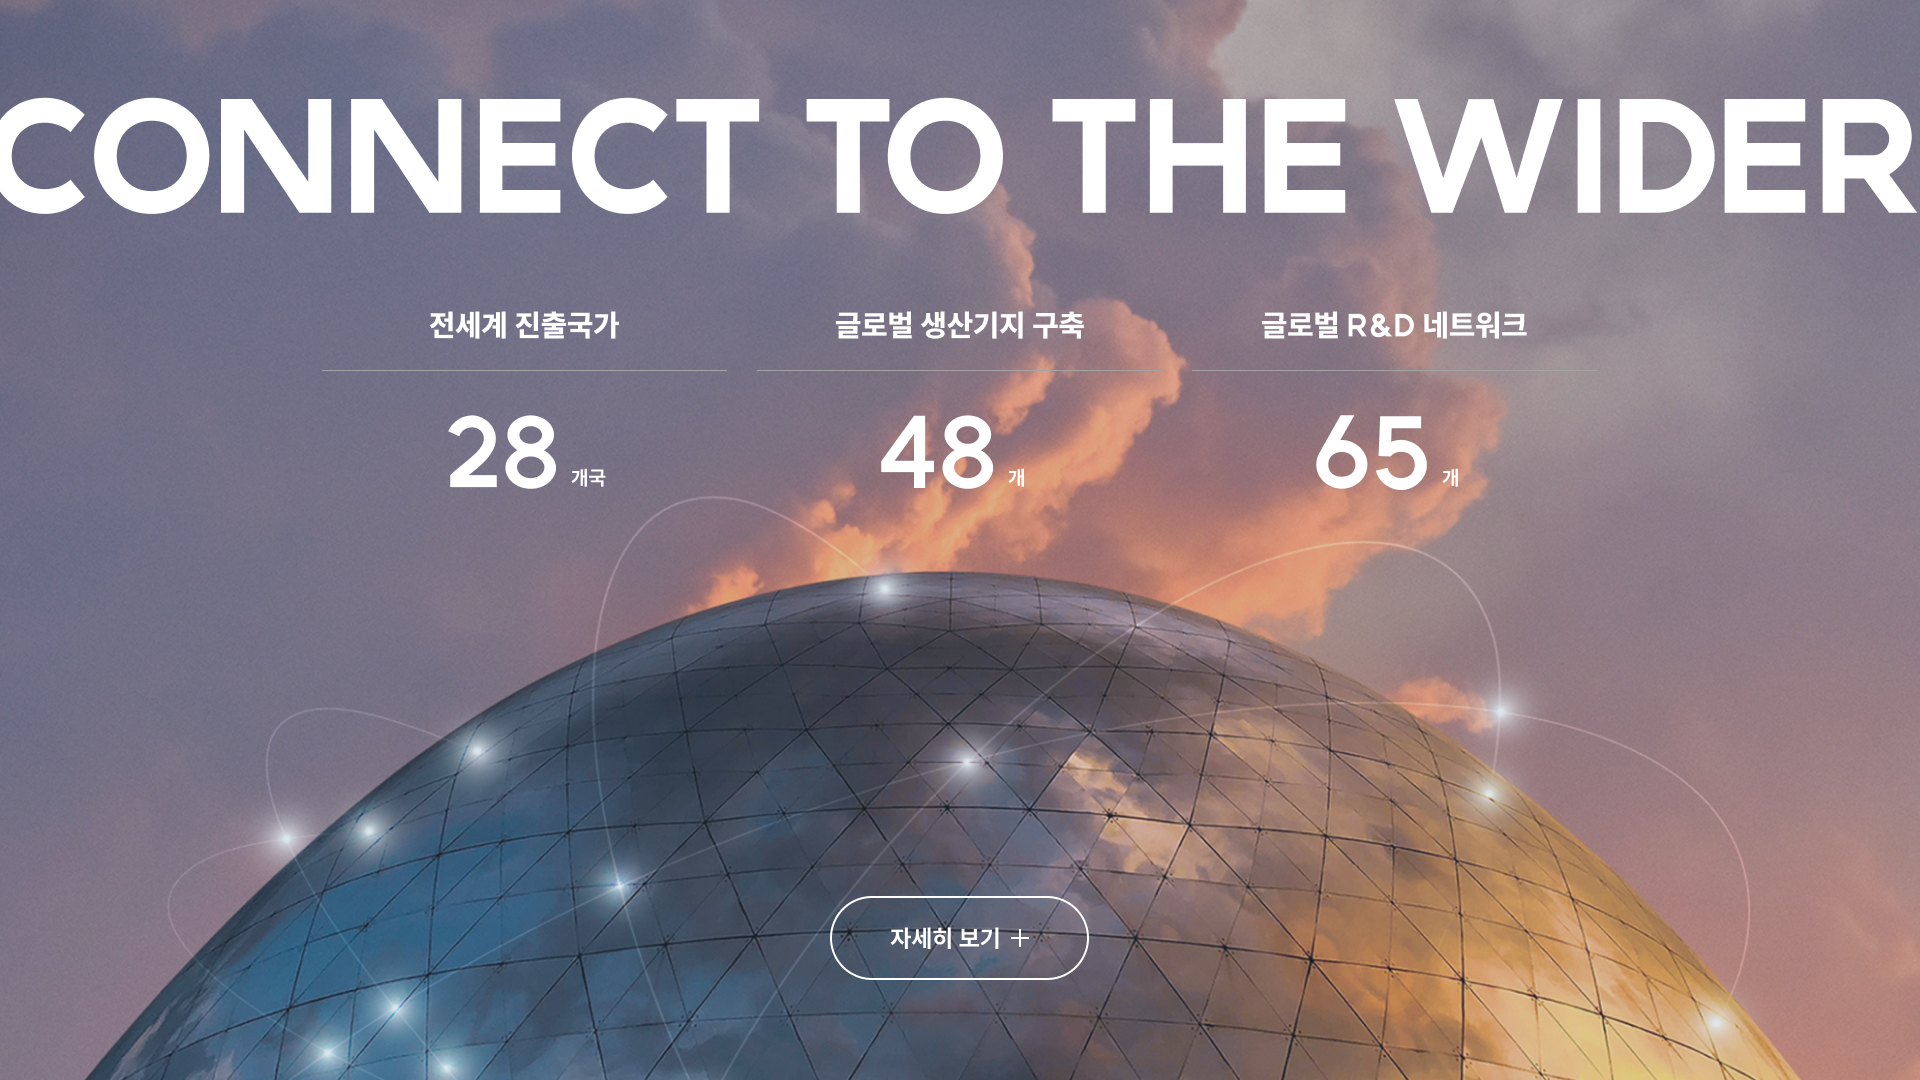 CONNECT TO THE WIDER
전세계 진출국가
글로벌 생산기지 구축
글로벌 R&D 네트워크
28 개국
48 개
65 개
자세히 보기 +